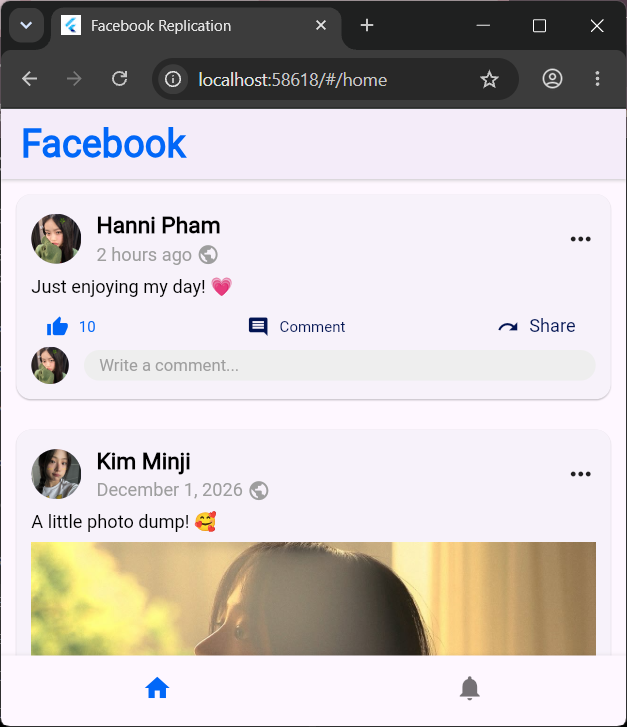 Facebook Replication
localhost:58618/#/home
Facebook
Hanni Pham
2 hours ago
Just enjoying my day! 💗
10 Comment Share
Write a comment...
Kim Minji
December 1, 2026
A little photo dump! 🥰